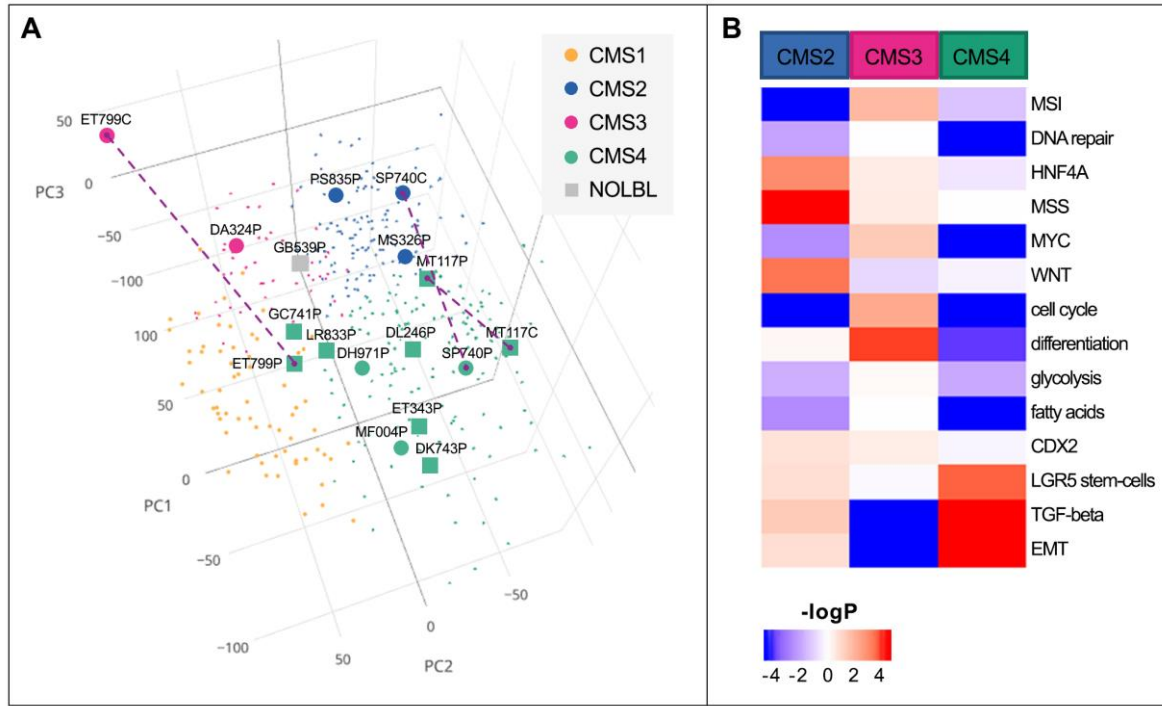 A
CMS1
CMS2
CMS3
CMS4
NOLBL
50
ET799C
PC3
0
PS835P
SP740C
−50
DA324P
GB539P
MS326P
MT117P
−100
100
GC741P
LR833P
DL246P
MT117C
ET799P
DH971P
SP740P
50
ET343P
MF004P
DK743P
0
PC1
−50
−50
0
−100
50
PC2
B
CMS2 CMS3 CMS4
MSI
DNA repair
HNF4A
MSS
MYC
WNT
cell cycle
differentiation
glycolysis
fatty acids
CDX2
LGR5 stem-cells
TGF-beta
EMT
-logP
-4 -2 0 2 4